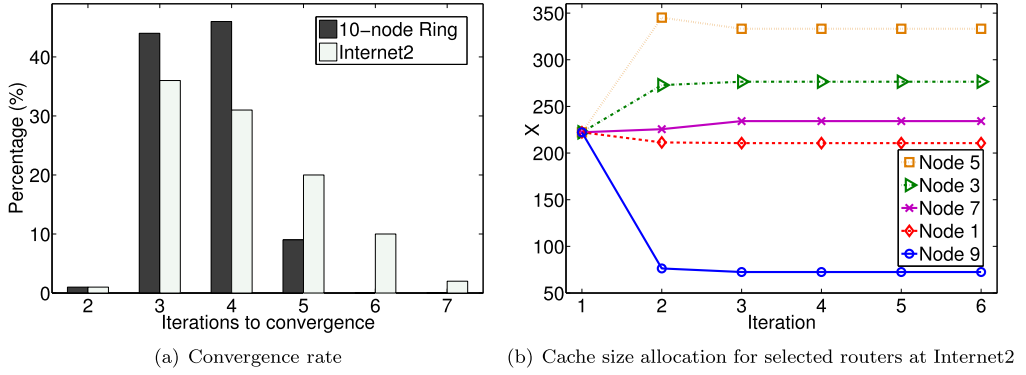 Percentage (%)
40
30
20
10
0
10-node Ring
Internet2
2 3 4 5 6 7
Iterations to convergence
(a) Convergence rate
X
350
300
250
200
150
100
50
Node 5
Node 3
Node 7
Node 1
Node 9
1 2 3 4 5 6
Iteration
(b) Cache size allocation for selected routers at Internet2